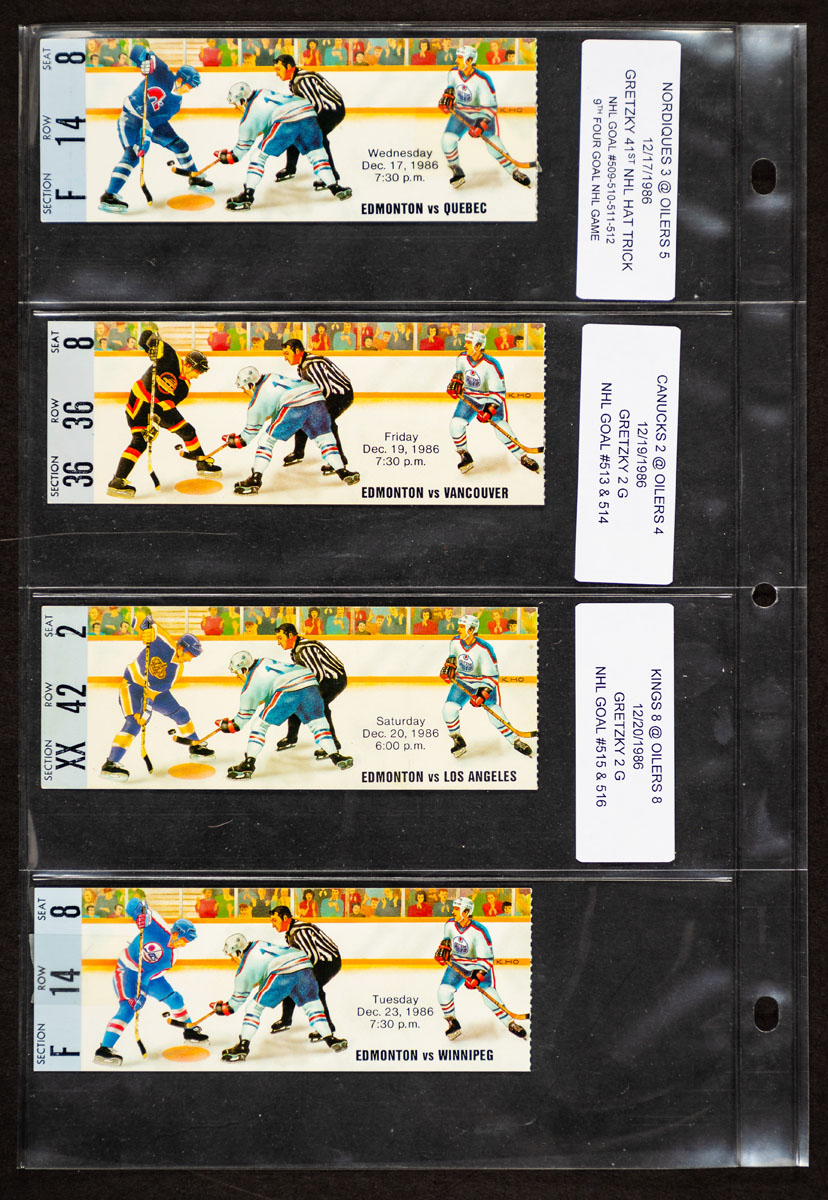 SEAT 8
ROW 14
SECTION F
Wednesday
Dec. 17, 1986
7:30 p.m.
EDMONTON vs QUEBEC
K. HO
NORDIQUES 3 @ OILERS 5
12/17/1986
GRETZKY 41ST NHL HAT TRICK
NHL GOAL #509-510-511-512
9TH FOUR GOAL NHL GAME
SEAT 8
ROW 36
SECTION 36
Friday
Dec. 19, 1986
7:30 p.m.
EDMONTON vs VANCOUVER
K. HO
CANUCKS 2 @ OILERS 4
12/19/1986
GRETZKY 2 G
NHL GOAL #513 & 514
SEAT 2
ROW 42
SECTION XX
Saturday
Dec. 20, 1986
6:00 p.m.
EDMONTON vs LOS ANGELES
K. HO
KINGS 8 @ OILERS 8
12/20/1986
GRETZKY 2 G
NHL GOAL #515 & 516
SEAT 8
ROW 14
SECTION F
Tuesday
Dec. 23, 1986
7:30 p.m.
EDMONTON vs WINNIPEG
K. HO